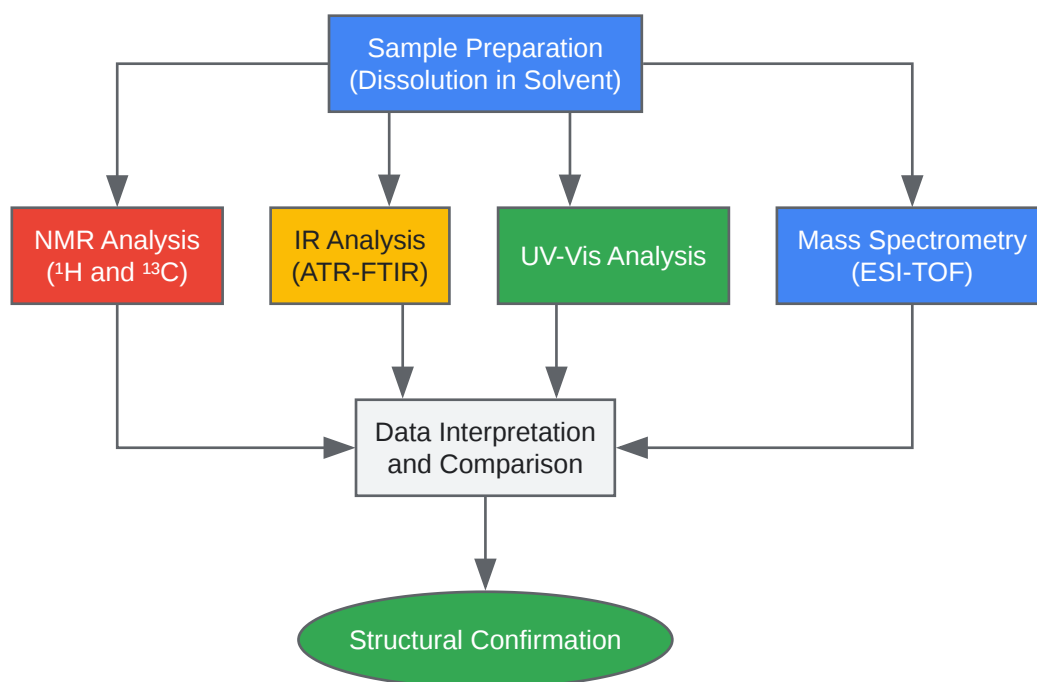 Sample Preparation
(Dissolution in Solvent)
NMR Analysis
(¹H and ¹³C)
IR Analysis
(ATR-FTIR)
UV-Vis Analysis
Mass Spectrometry
(ESI-TOF)
Data Interpretation
and Comparison
Structural Confirmation